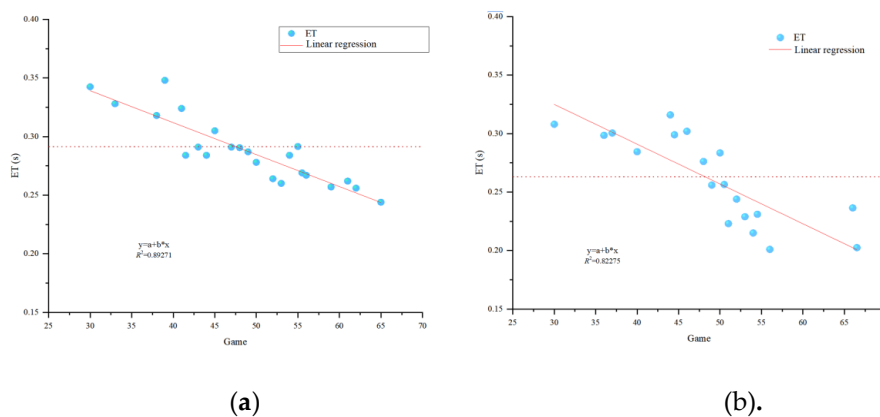 0.40
0.35
0.30
0.25
0.20
0.15
ET (s)
ET
Linear regression
y=a+b*x
R²=0.89271
25 30 35 40 45 50 55 60 65 70
Game
(a)
0.40
0.35
0.30
0.25
0.20
0.15
ET (s)
ET
Linear regression
y=a+b*x
R²=0.82275
25 30 35 40 45 50 55 60 65
Game
(b).